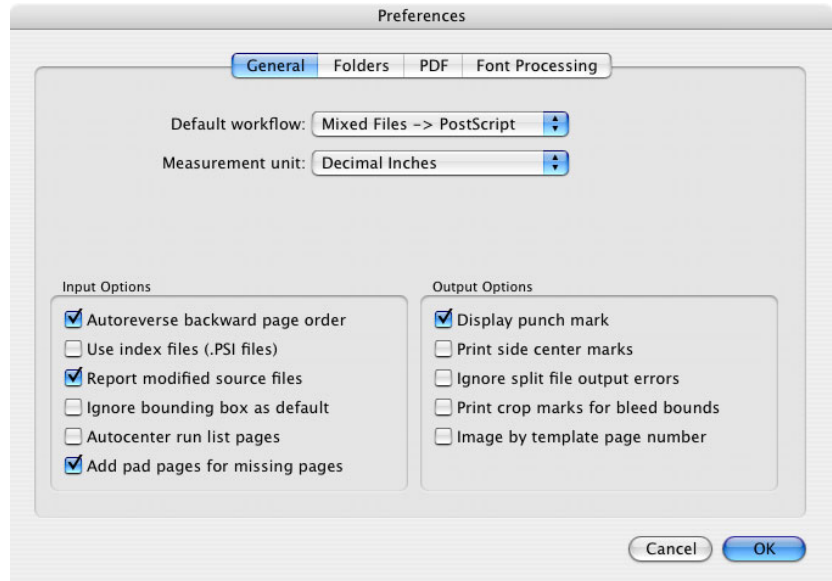 Preferences
General Folders PDF Font Processing
Default workflow: Mixed Files -> PostScript
Measurement unit: Decimal Inches
Input Options
Autoreverse backward page order
Use index files (.PSI files)
Report modified source files
Ignore bounding box as default
Autocenter run list pages
Add pad pages for missing pages
Output Options
Display punch mark
Print side center marks
Ignore split file output errors
Print crop marks for bleed bounds
Image by template page number
Cancel OK